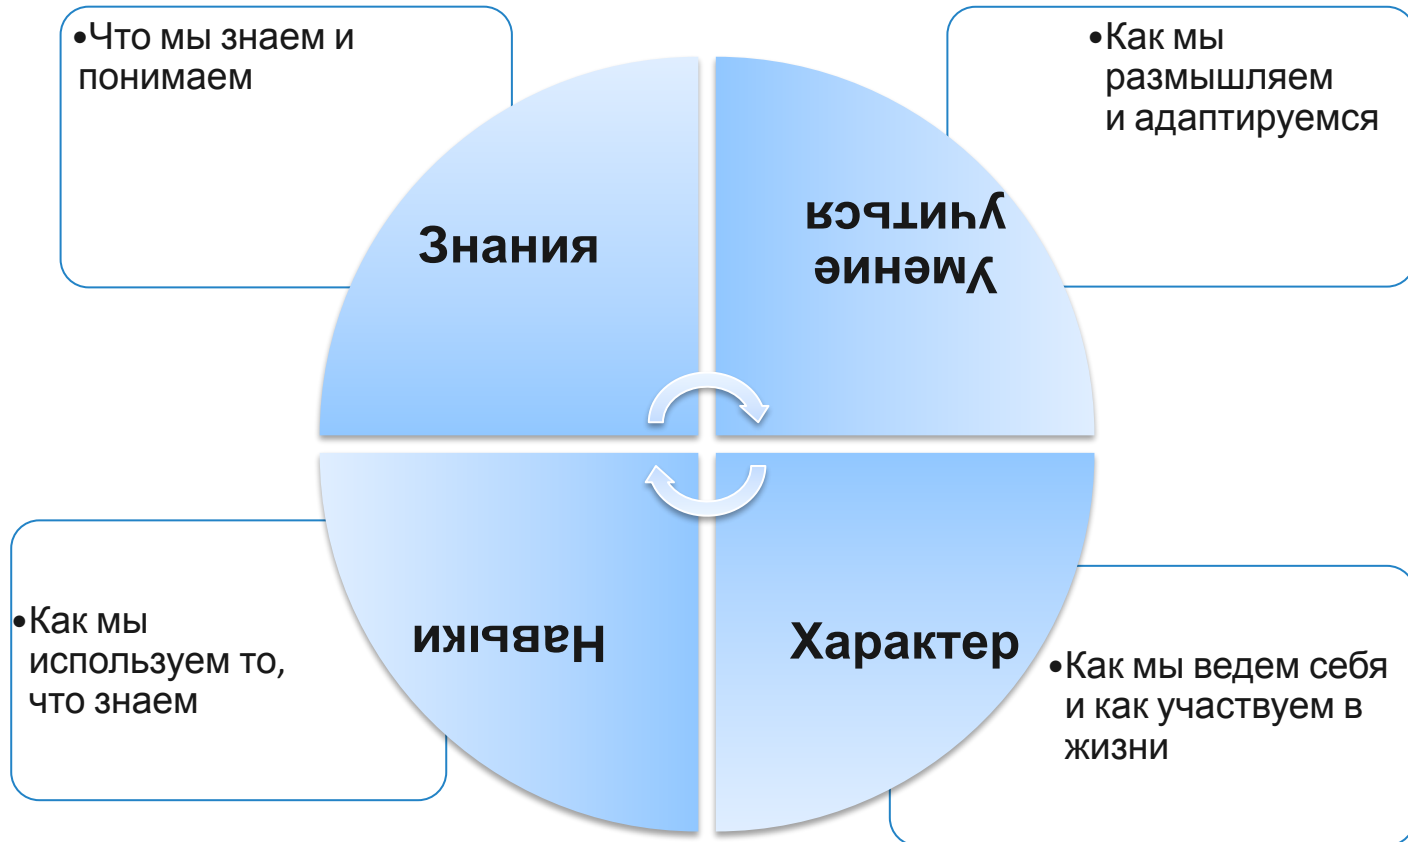 •Что мы знаем и
понимаем
•Как мы
размышляем
и адаптируемся
Знания
Умение
учиться
Навыки
Характер
•Как мы
используем то,
что знаем
•Как мы ведем себя
и как участвуем в
жизни